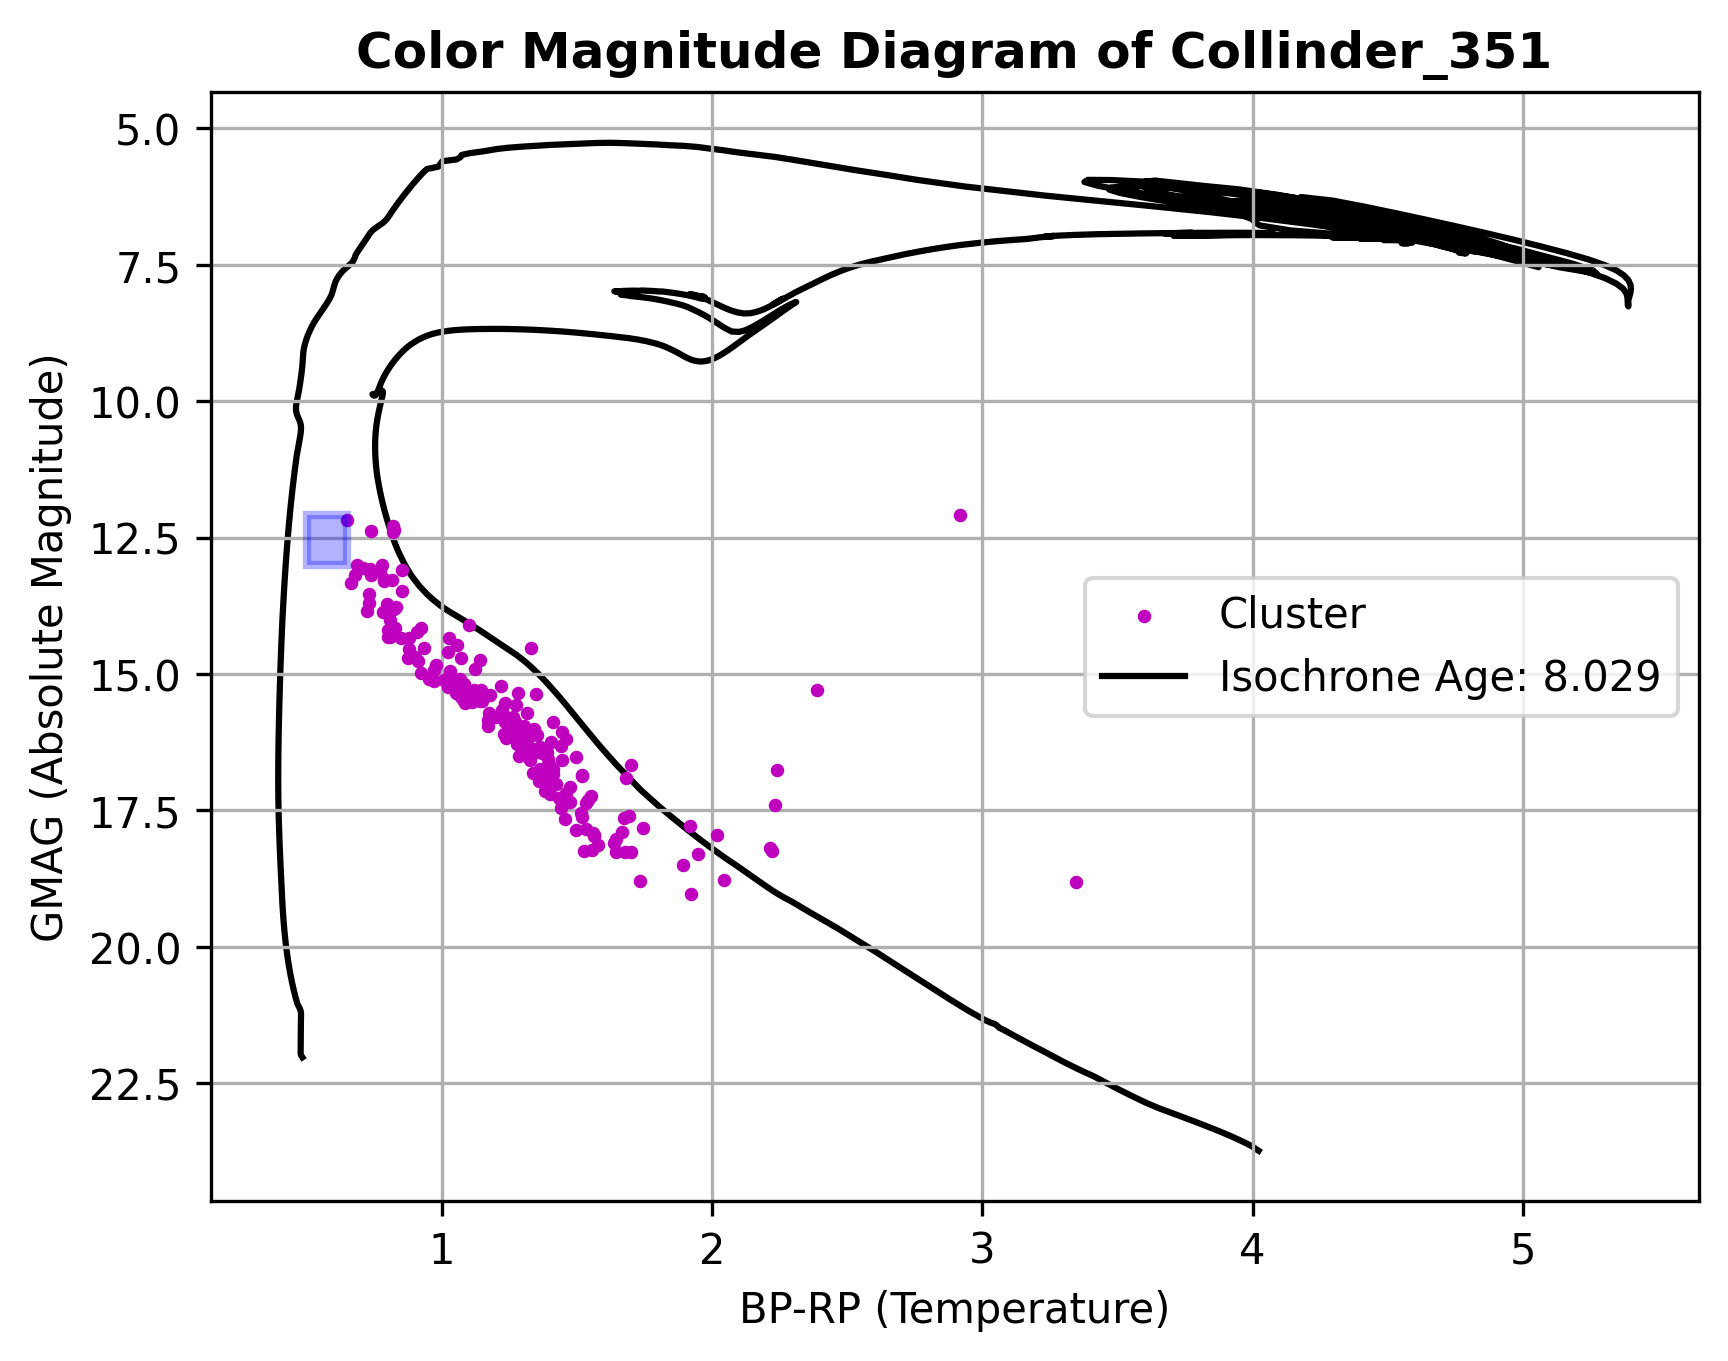 Color Magnitude Diagram of Collinder_351
5.0
7.5
10.0
12.5
15.0
17.5
20.0
22.5
GMAG (Absolute Magnitude)
Cluster
Isochrone Age: 8.029
1
2
3
4
5
BP-RP (Temperature)